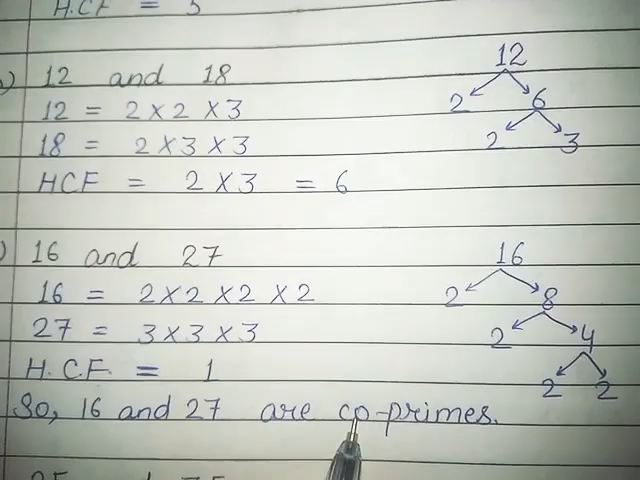 H.CF = 3
12 and 18
12 = 2 × 2 × 3
18 = 2 × 3 × 3
HCF = 2 × 3 = 6
12
2 6
2 3
16 and 27
16 = 2 × 2 × 2 × 2
27 = 3 × 3 × 3
H.C.F. = 1
So, 16 and 27 are co-primes.
16
2 8
2 4
2 2